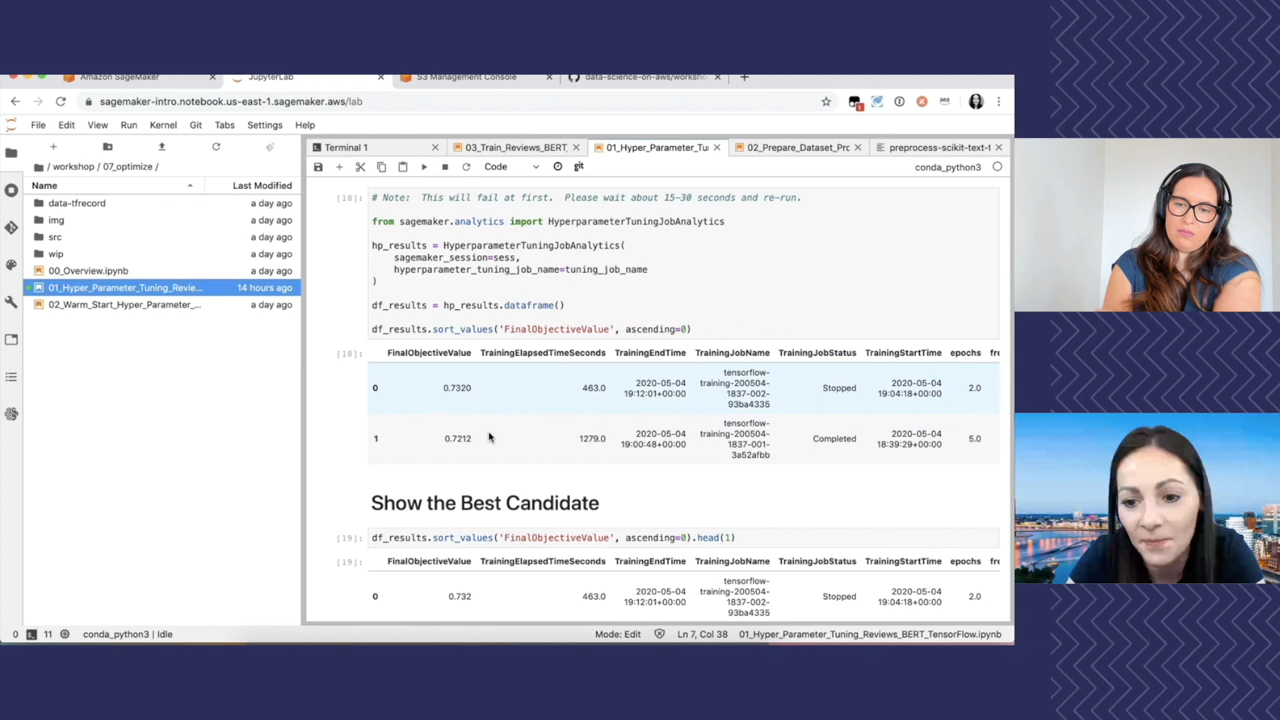 Amazon SageMaker
JupyterLab
S3 Management Console
data-science-on-aws/worksho
sagemaker-intro.notebook.us-east-1.sagemaker.aws/lab
File Edit View Run Kernel Git Tabs Settings Help
Terminal 1
03_Train_Reviews_BERT_
01_Hyper_Parameter_Tu
02_Prepare_Dataset_Pro
preprocess-scikit-text-t
/ workshop / 07_optimize /
Code
git
conda_python3
Name Last Modified
data-tfrecord a day ago
img a day ago
src a day ago
wip a day ago
00_Overview.ipynb a day ago
01_Hyper_Parameter_Tuning_Revie... 14 hours ago
02_Warm_Start_Hyper_Parameter_... a day ago
[18]: # Note: This will fail at first. Please wait about 15-30 seconds and re-run.
from sagemaker.analytics import HyperparameterTuningJobAnalytics
hp_results = HyperparameterTuningJobAnalytics(
sagemaker_session=sess,
hyperparameter_tuning_job_name=tuning_job_name
)
df_results = hp_results.dataframe()
df_results.sort_values('FinalObjectiveValue', ascending=0)
[18]: FinalObjectiveValue TrainingElapsedTimeSeconds TrainingEndTime TrainingJobName TrainingJobStatus TrainingStartTime epochs fre
tensorflow-
0 0.7320 463.0 2020-05-04 19:12:01+00:00 training-200504-1837-002-93ba4335 Stopped 2020-05-04 19:04:18+00:00 2.0
tensorflow-
1 0.7212 1279.0 2020-05-04 19:00:48+00:00 training-200504-1837-001-3a52afbb Completed 2020-05-04 18:39:29+00:00 5.0
Show the Best Candidate
[19]: df_results.sort_values('FinalObjectiveValue', ascending=0).head(1)
[19]: FinalObjectiveValue TrainingElapsedTimeSeconds TrainingEndTime TrainingJobName TrainingJobStatus TrainingStartTime epochs fre
tensorflow-
0 0.732 463.0 2020-05-04 19:12:01+00:00 training-200504-1837-002-93ba4335 Stopped 2020-05-04 19:04:18+00:00 2.0
0 11 conda_python3 | Idle
Mode: Edit Ln 7, Col 38 01_Hyper_Parameter_Tuning_Reviews_BERT_TensorFlow.ipynb